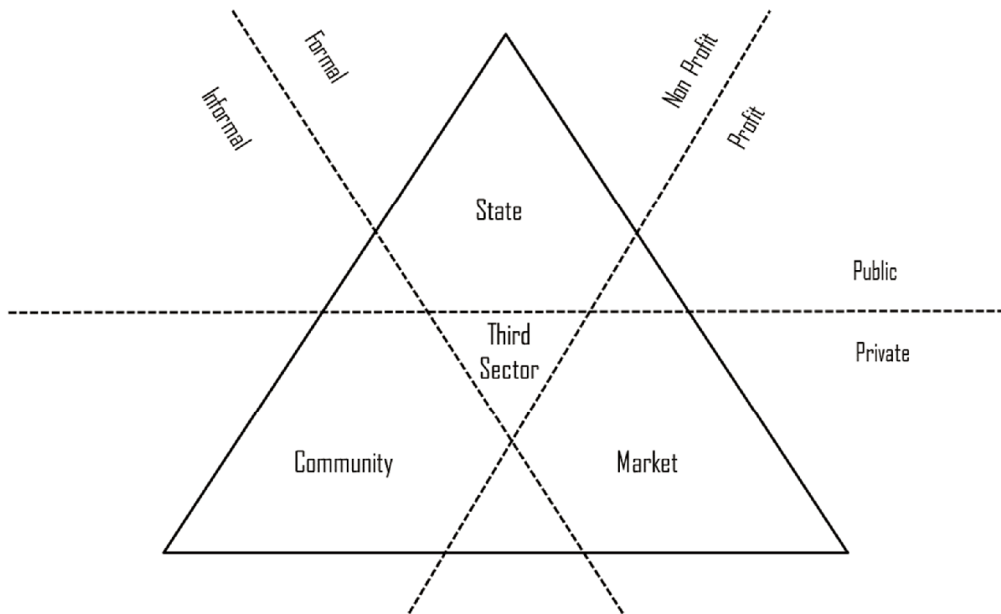 Formal
Informal
Non Profit
Profit
State
Public
Third
Sector
Private
Community
Market